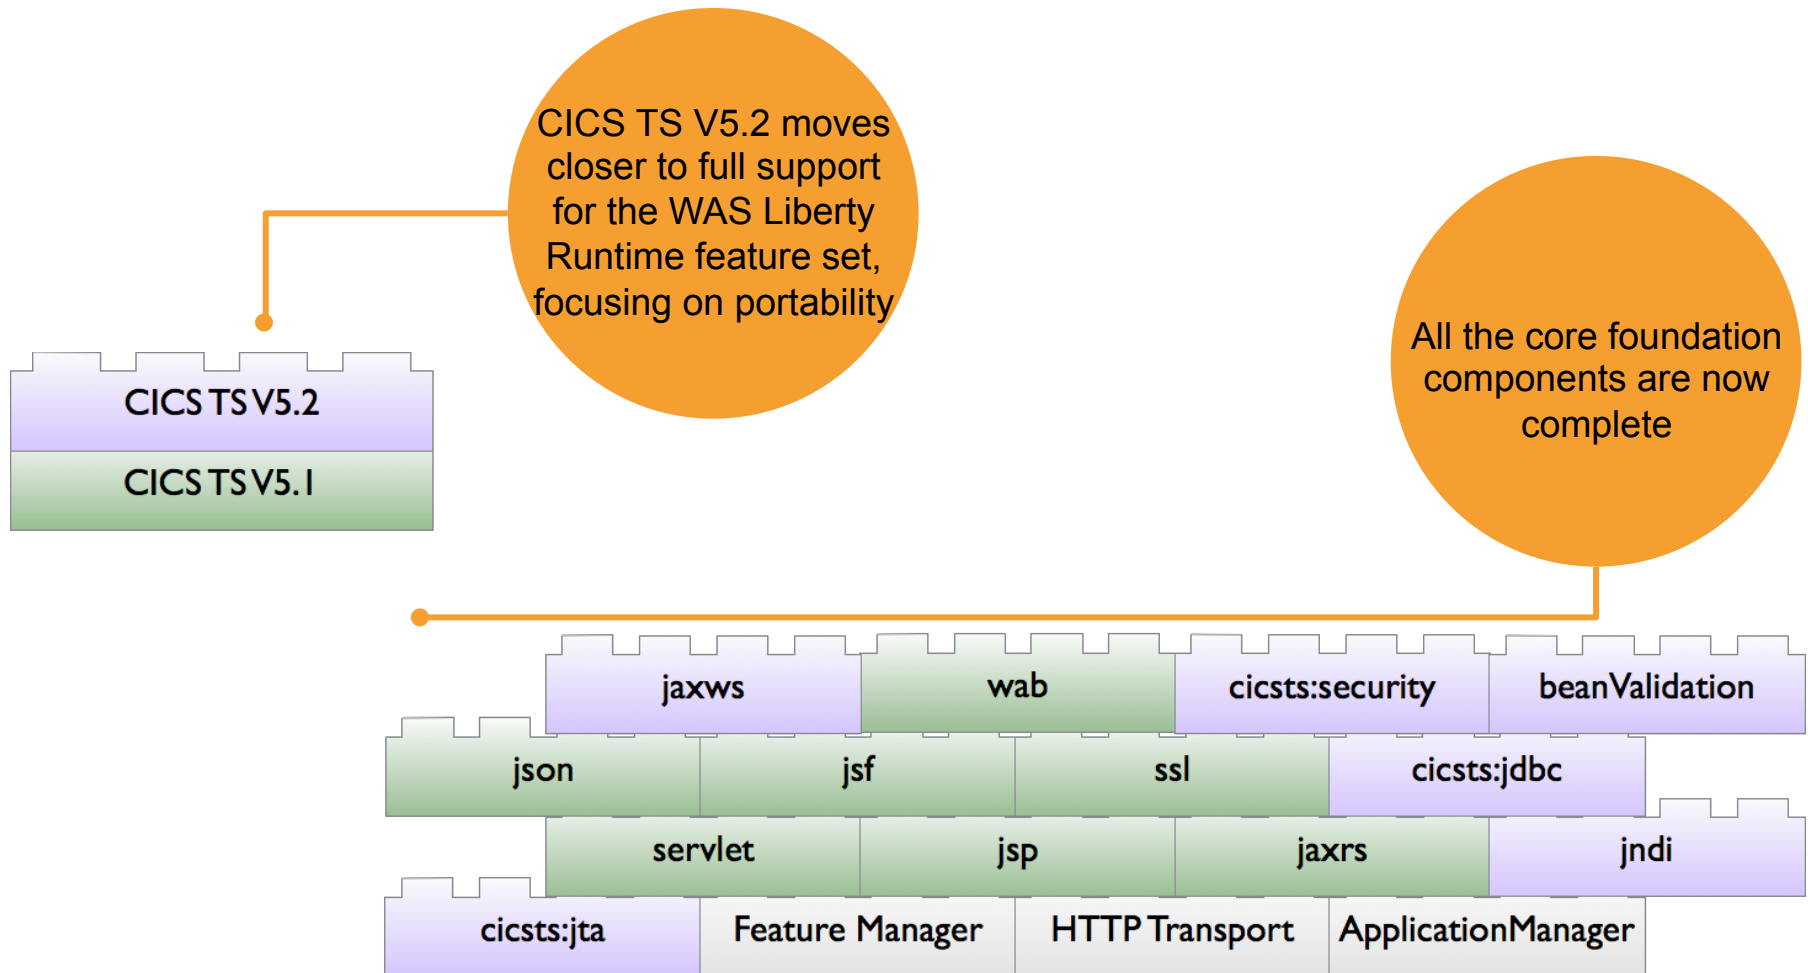 CICS TS V5.2 moves
closer to full support
for the WAS Liberty
Runtime feature set,
focusing on portability
All the core foundation
components are now
complete
CICS TS V5.2
CICS TS V5.1
jaxws wab cicsts:security beanValidation
json jsf ssl cicsts:jdbc
servlet jsp jaxrs jndi
cicsts:jta Feature Manager HTTP Transport ApplicationManager